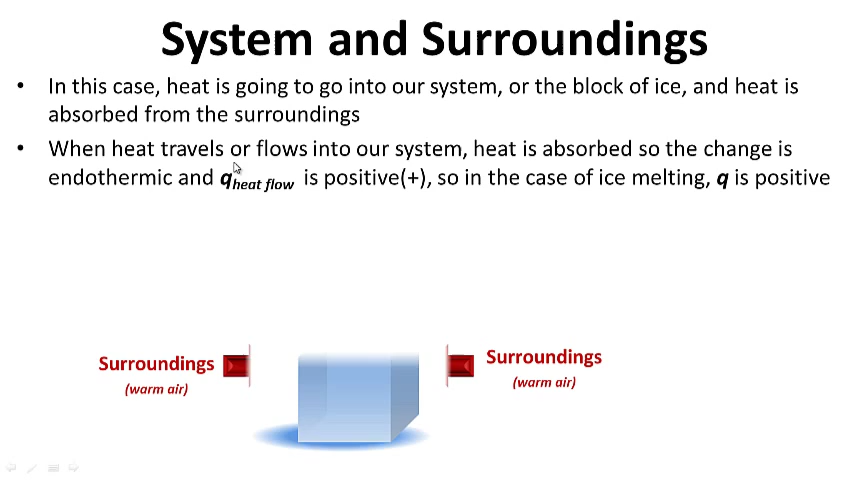 System and Surroundings
• In this case, heat is going to go into our system, or the block of ice, and heat is
absorbed from the surroundings
• When heat travels or flows into our system, heat is absorbed so the change is
endothermic and qheat flow is positive(+), so in the case of ice melting, q is positive
Surroundings
(warm air)
Surroundings
(warm air)